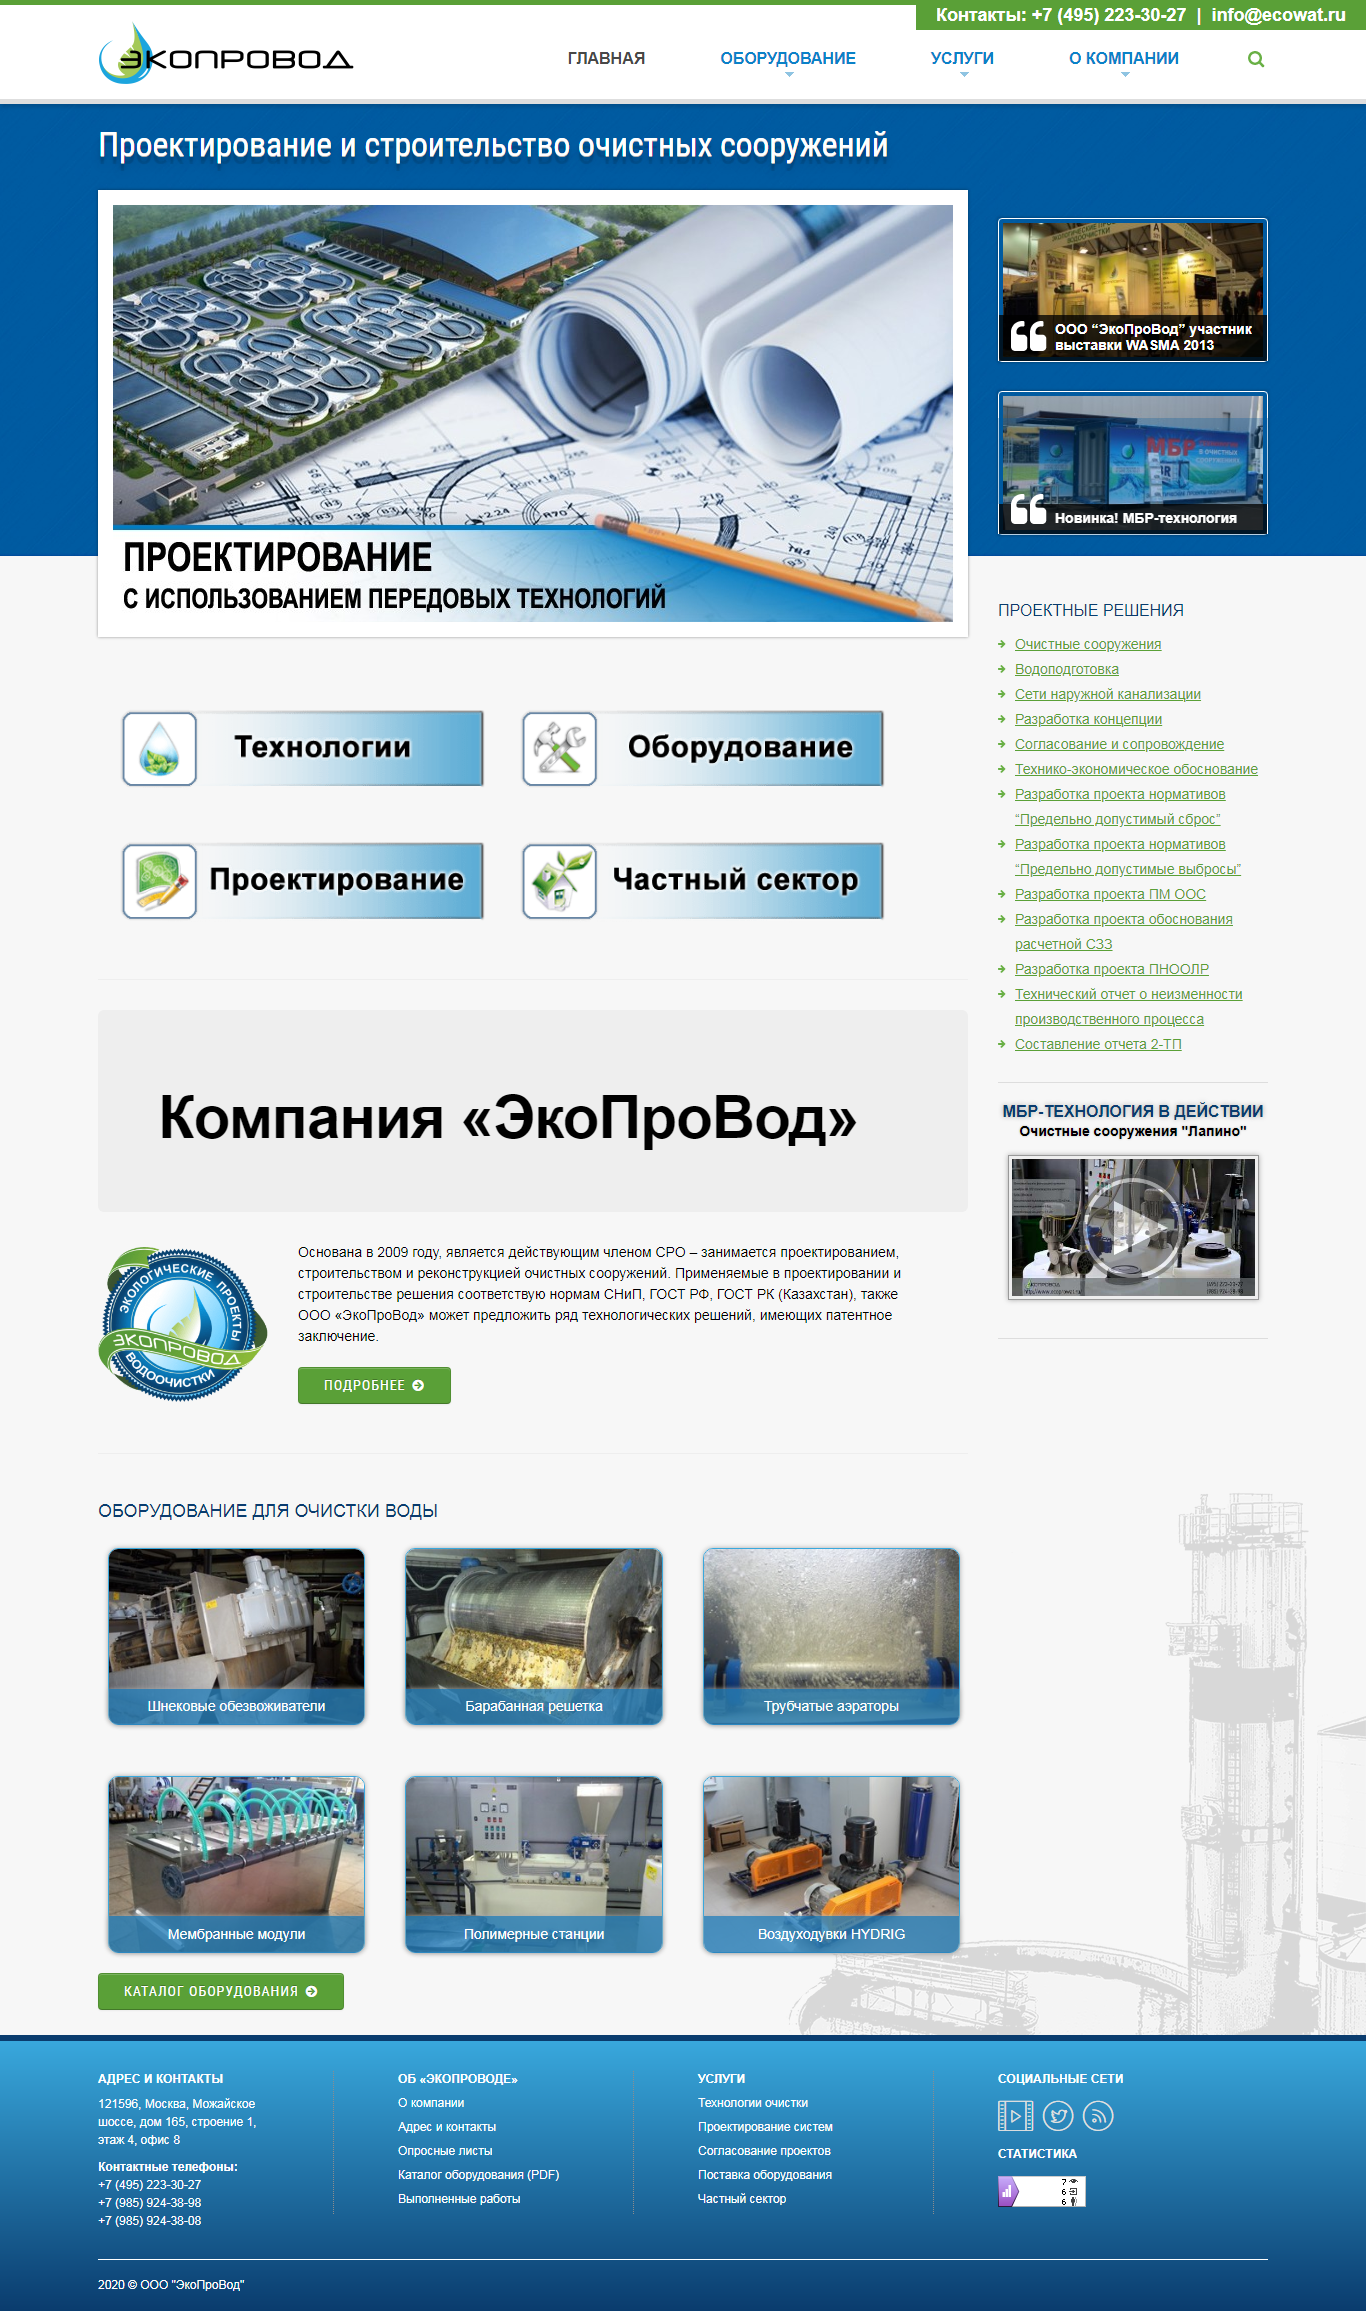 Контакты: +7 (495) 223-30-27 | info@ecowat.ru
ЭКОПРОВОД
ГЛАВНАЯ ОБОРУДОВАНИЕ УСЛУГИ О КОМПАНИИ
Проектирование и строительство очистных сооружений
ПРОЕКТИРОВАНИЕ
С ИСПОЛЬЗОВАНИЕМ ПЕРЕДОВЫХ ТЕХНОЛОГИЙ
ООО “ЭкоПроВод” участник
выставки WASMA 2013
МБР
Новинка! МБР-технология
Технологии
Оборудование
Проектирование
Частный сектор
ПРОЕКТНЫЕ РЕШЕНИЯ
Очистные сооружения
Водоподготовка
Сети наружной канализации
Разработка концепции
Согласование и сопровождение
Технико-экономическое обоснование
Разработка проекта нормативов
“Предельно допустимый сброс”
Разработка проекта нормативов
“Предельно допустимые выбросы”
Разработка проекта ПМ ООС
Разработка проекта обоснования
расчетной СЗЗ
Разработка проекта ПНООЛР
Технический отчет о неизменности
производственного процесса
Составление отчета 2-ТП
МБР-ТЕХНОЛОГИЯ В ДЕЙСТВИИ
Очистные сооружения "Лапино"
Компания «ЭкоПроВод»
ЭКОЛОГИЧЕСКИЕ ПРОЕКТЫ
ЭКОПРОВОД
ВОДООЧИСТКИ
Основана в 2009 году, является действующим членом СРО – занимается проектированием,
строительством и реконструкцией очистных сооружений. Применяемые в проектировании и
строительстве решения соответствую нормам СНиП, ГОСТ РФ, ГОСТ РК (Казахстан), также
ООО «ЭкоПроВод» может предложить ряд технологических решений, имеющих патентное
заключение.
ПОДРОБНЕЕ
ОБОРУДОВАНИЕ ДЛЯ ОЧИСТКИ ВОДЫ
Шнековые обезвоживатели
Барабанная решетка
Трубчатые аэраторы
Мембранные модули
Полимерные станции
Воздуходувки HYDRIG
КАТАЛОГ ОБОРУДОВАНИЯ
АДРЕС И КОНТАКТЫ
121596, Москва, Можайское
шоссе, дом 165, строение 1,
этаж 4, офис 8
Контактные телефоны:
+7 (495) 223-30-27
+7 (985) 924-38-98
+7 (985) 924-38-08
ОБ «ЭКОПРОВОДЕ»
О компании
Адрес и контакты
Опросные листы
Каталог оборудования (PDF)
Выполненные работы
УСЛУГИ
Технологии очистки
Проектирование систем
Согласование проектов
Поставка оборудования
Частный сектор
СОЦИАЛЬНЫЕ СЕТИ
СТАТИСТИКА
7
6
6
2020 © ООО "ЭкоПроВод"